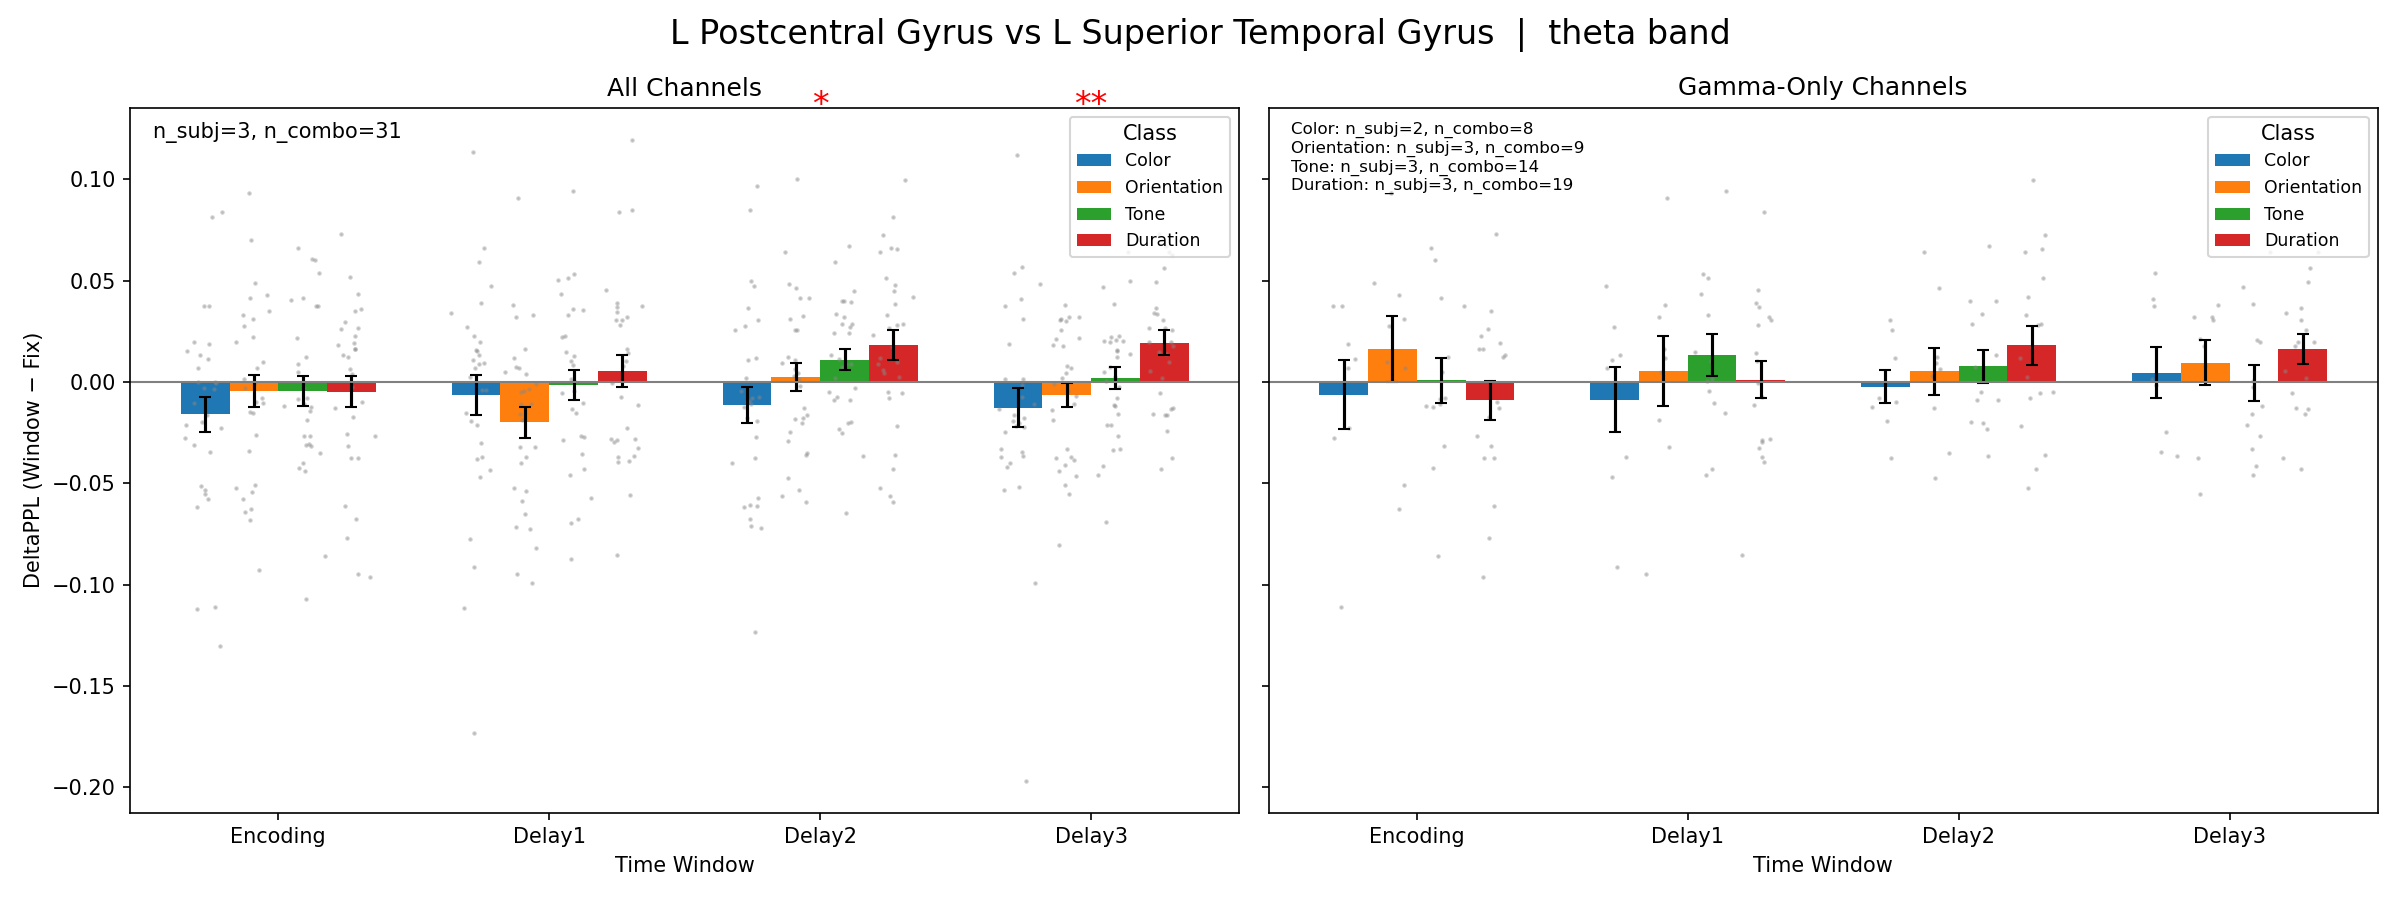 L Postcentral Gyrus vs L Superior Temporal Gyrus | theta band
All Channels
* **
n_subj=3, n_combo=31
Class
Color
Orientation
Tone
Duration
DeltaPPL (Window − Fix)
0.10
0.05
0.00
−0.05
−0.10
−0.15
−0.20
Encoding Delay1 Delay2 Delay3
Time Window
Gamma-Only Channels
Color: n_subj=2, n_combo=8
Orientation: n_subj=3, n_combo=9
Tone: n_subj=3, n_combo=14
Duration: n_subj=3, n_combo=19
Class
Color
Orientation
Tone
Duration
Encoding Delay1 Delay2 Delay3
Time Window